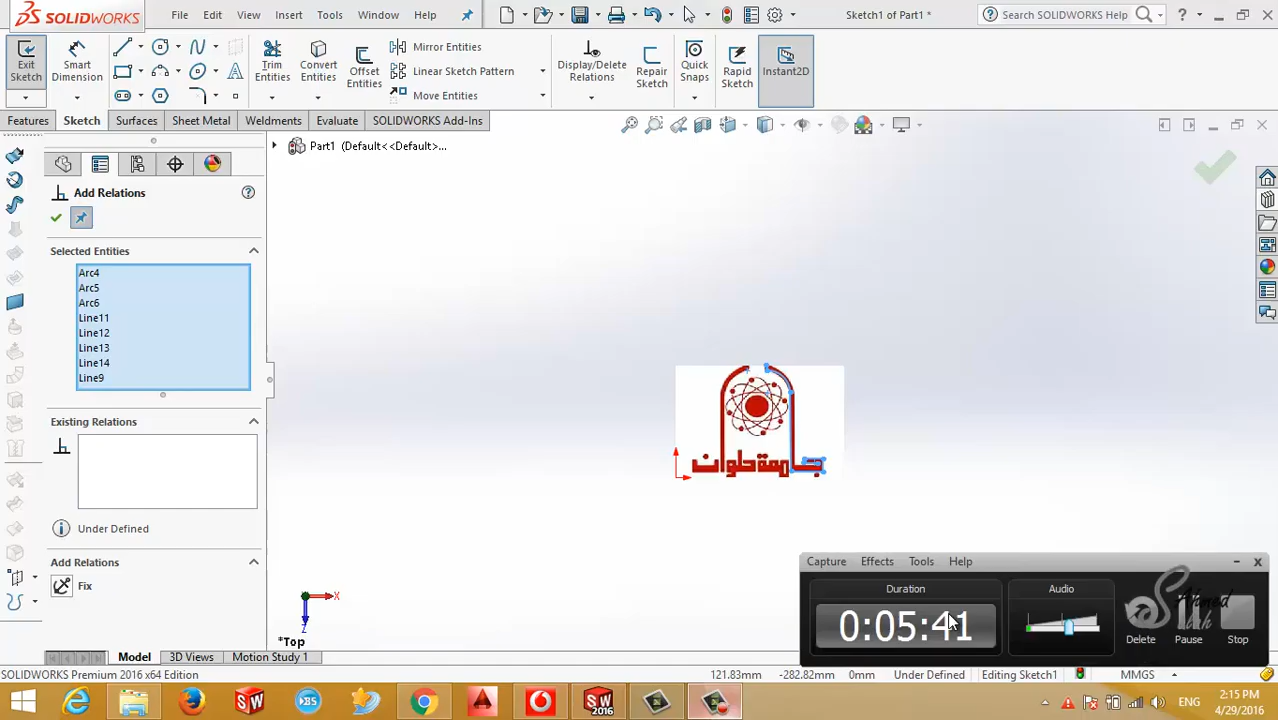 SOLIDWORKS
File Edit View Insert Tools Window Help
Sketch1 of Part1 *
Search SOLIDWORKS Help
?
Exit Sketch
Smart Dimension
Trim Entities
Convert Entities
Offset Entities
Mirror Entities
Linear Sketch Pattern
Move Entities
Display/Delete Relations
Repair Sketch
Quick Snaps
Rapid Sketch
Instant2D
Features Sketch Surfaces Sheet Metal Weldments Evaluate SOLIDWORKS Add-Ins
Part1 (Default<<Default>...
Add Relations
?
Selected Entities
Arc4
Arc5
Arc6
Line11
Line12
Line13
Line14
Line9
Existing Relations
Under Defined
Add Relations
Fix
جامعة حلوان
X
Z
*Top
Capture Effects Tools Help
Duration
0:05:41
Audio
Delete
Pause
Stop
Model 3D Views Motion Study 1
SOLIDWORKS Premium 2016 x64 Edition
121.83mm -282.82mm 0mm Under Defined Editing Sketch1 MMGS
BS
SW
2016
ENG
2:15 PM
4/29/2016